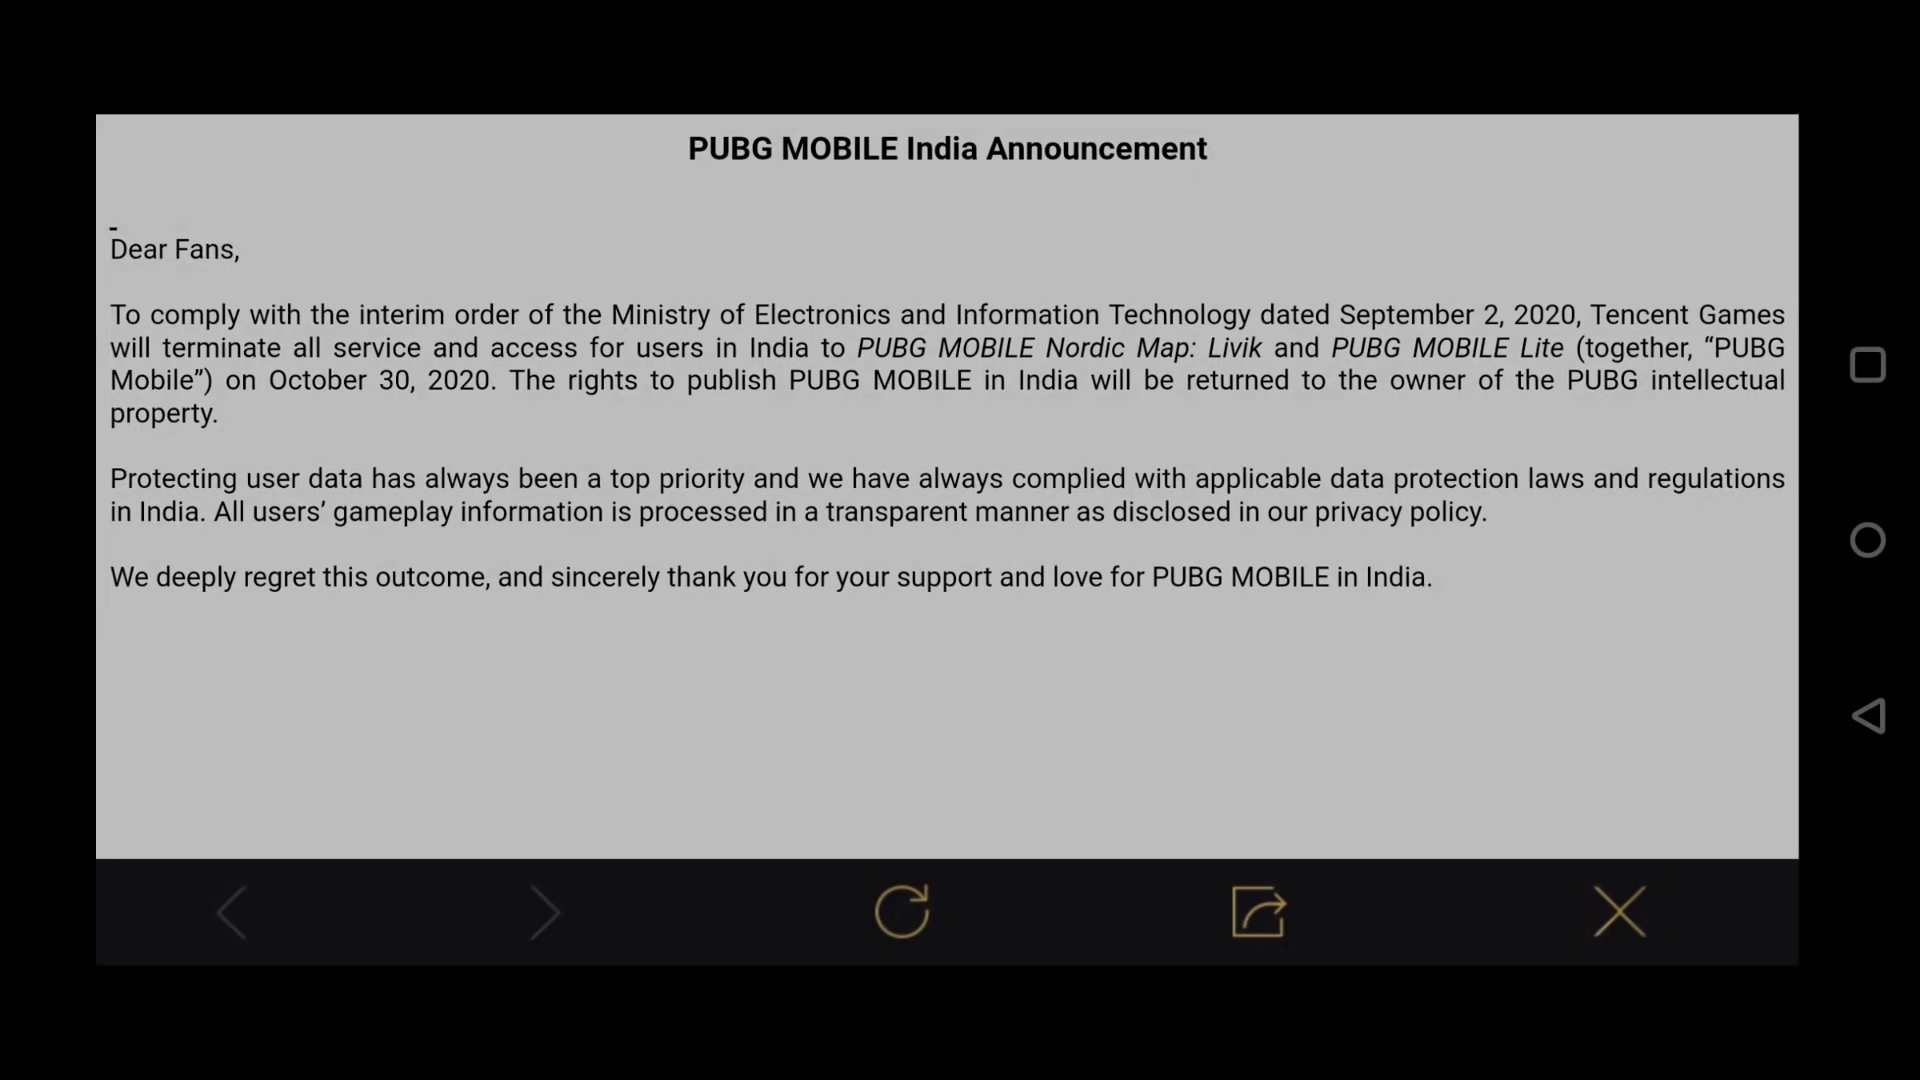 PUBG MOBILE India Announcement
-
Dear Fans,
To comply with the interim order of the Ministry of Electronics and Information Technology dated September 2, 2020, Tencent Games
will terminate all service and access for users in India to PUBG MOBILE Nordic Map: Livik and PUBG MOBILE Lite (together, “PUBG
Mobile”) on October 30, 2020. The rights to publish PUBG MOBILE in India will be returned to the owner of the PUBG intellectual
property.
Protecting user data has always been a top priority and we have always complied with applicable data protection laws and regulations
in India. All users’ gameplay information is processed in a transparent manner as disclosed in our privacy policy.
We deeply regret this outcome, and sincerely thank you for your support and love for PUBG MOBILE in India.